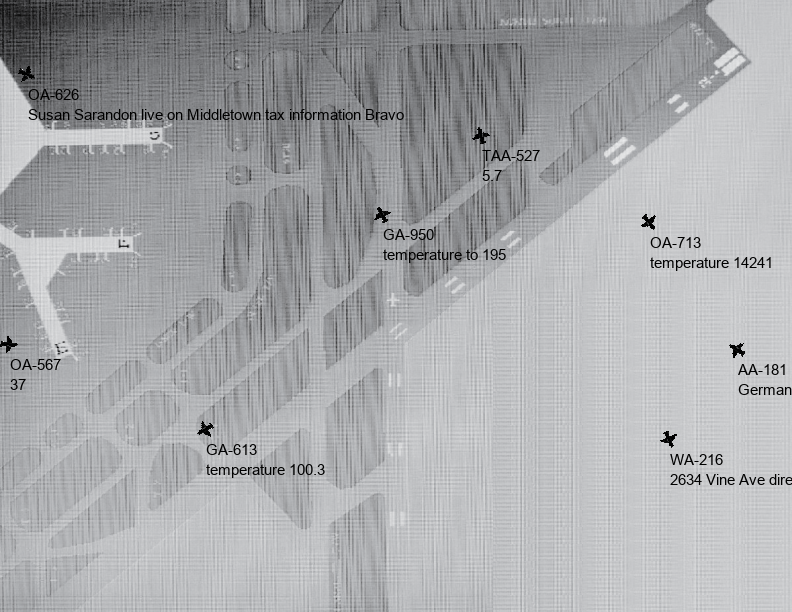 OA-626
Susan Sarandon live on Middletown tax information Bravo
TAA-527
5.7
GA-950
temperature to 195
OA-713
temperature 14241
OA-567
37
AA-181
German
GA-613
temperature 100.3
WA-216
2634 Vine Ave dire